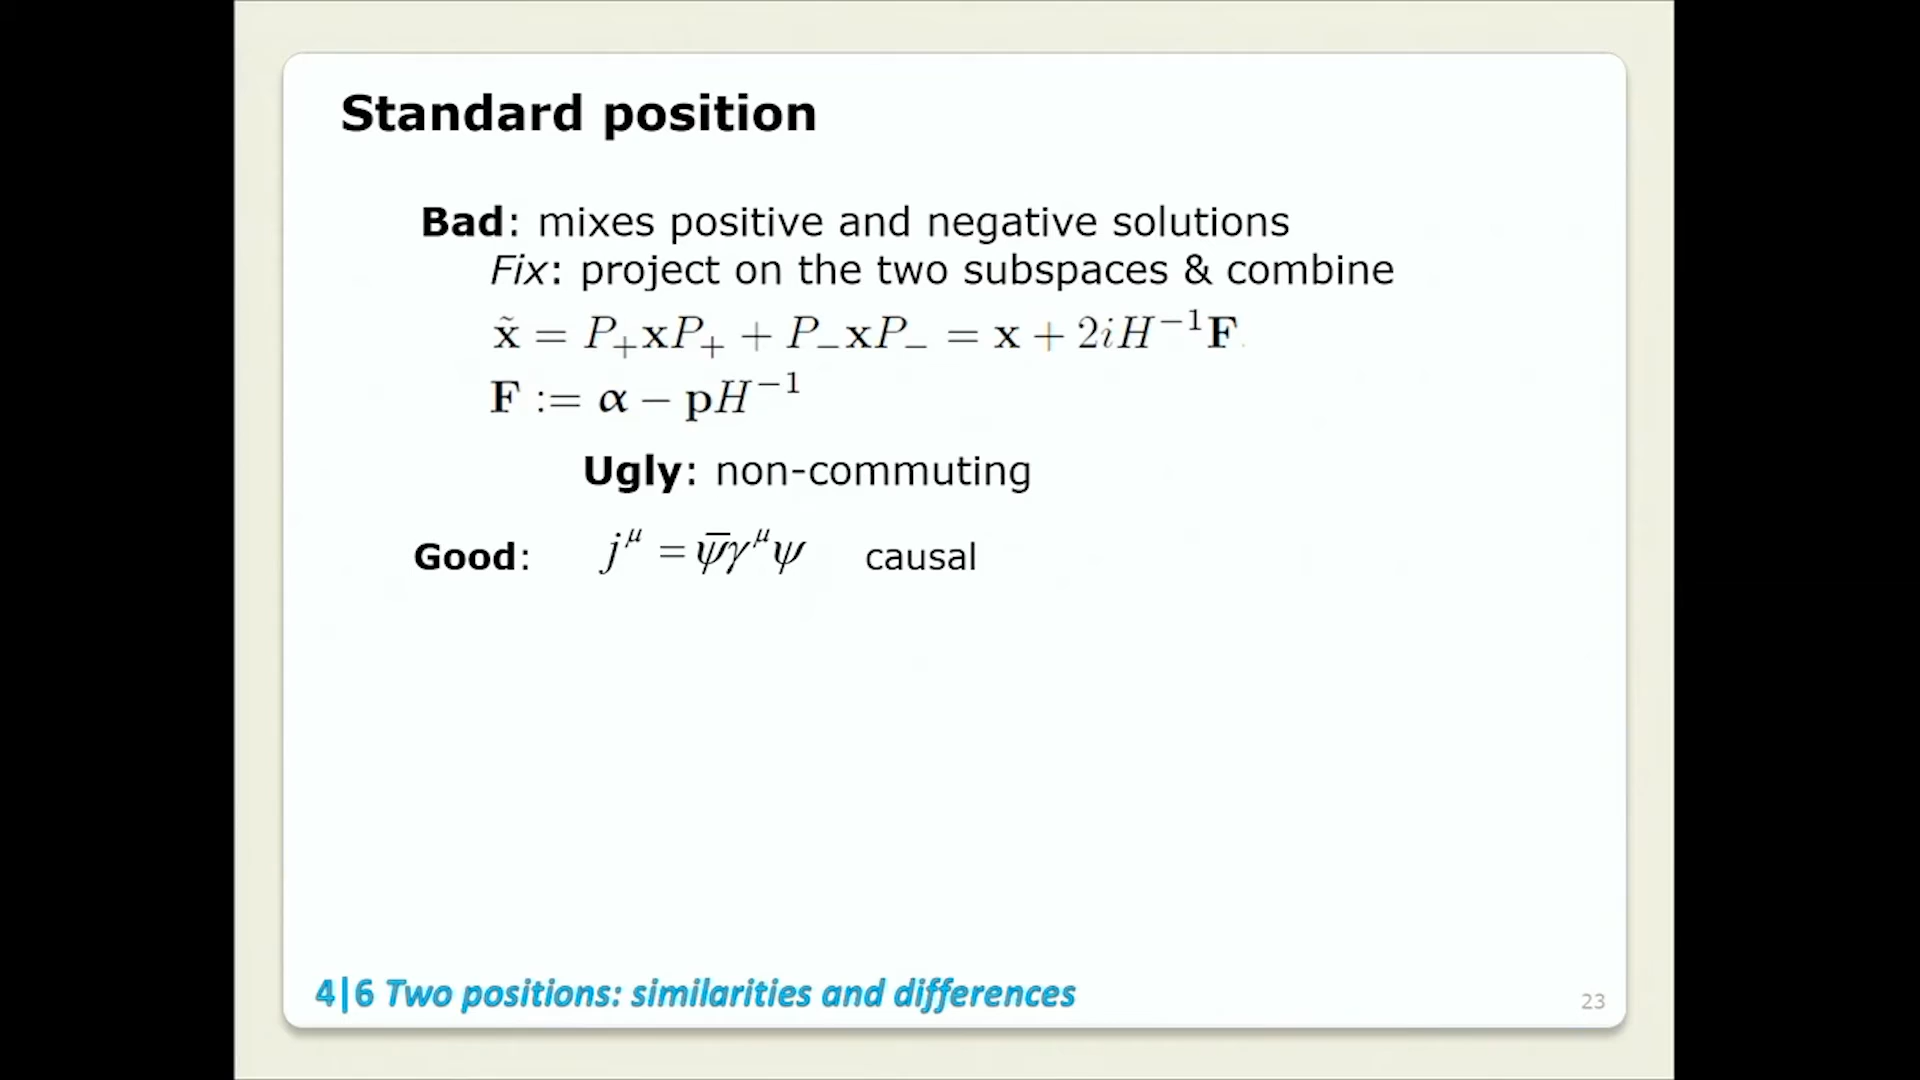 Standard position
Bad: mixes positive and negative solutions
Fix: project on the two subspaces & combine
x̃ = P₊xP₊ + P₋xP₋ = x + 2iH⁻¹F
F := α − pH⁻¹
Ugly: non-commuting
Good: j^μ = ψ̄γ^μψ causal
4|6 Two positions: similarities and differences
23